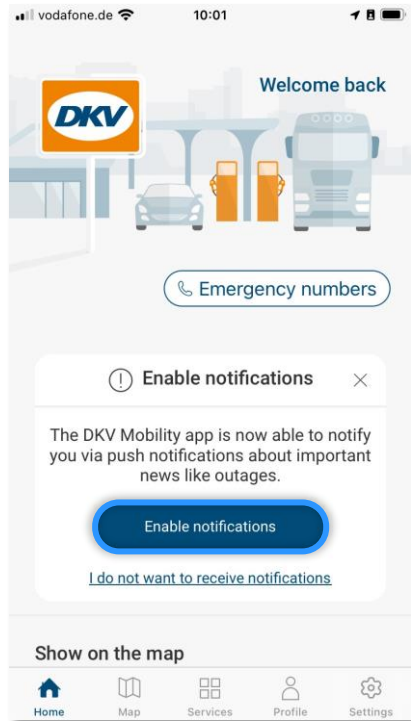 vodafone.de 10:01
Welcome back
DKV
Emergency numbers
Enable notifications
The DKV Mobility app is now able to notify
you via push notifications about important
news like outages.
Enable notifications
I do not want to receive notifications
Show on the map
Home Map Services Profile Settings